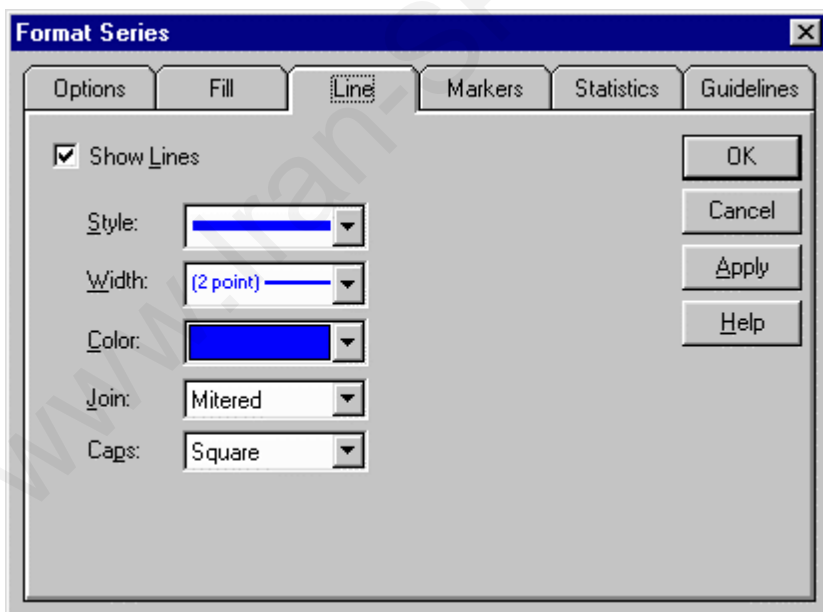 Format Series
Options Fill Line Markers Statistics Guidelines
Show Lines
Style:
Width: (2 point)
Color:
Join: Mitered
Caps: Square
OK
Cancel
Apply
Help